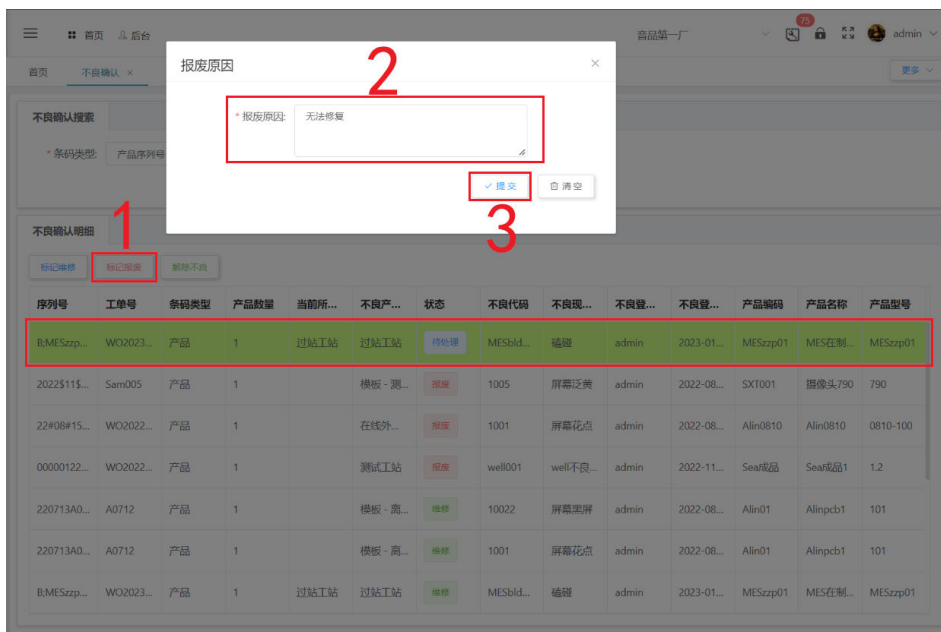 首页 后台 音品第一厂 75 admin
首页 不良确认 × 更多
报废原因 ×
2
* 报废原因: 无法修复
提交 清空
3
不良确认搜索
* 条码类型: 产品序列号
不良确认明细
1
标记维修 标记报废 解除不良
序列号 工单号 条码类型 产品数量 当前所... 不良产... 状态 不良代码 不良现... 不良登... 不良登... 产品编码 产品名称 产品型号
B;MESzzp... WO2023... 产品 1 过站工站 过站工站 待处理 MESbld... 磕碰 admin 2023-01... MESzzp01 MES在制... MESzzp01
2022$11$... Sam005 产品 1 模板 - 测... 报废 1005 屏幕泛黄 admin 2022-08... SXT001 摄像头790 790
22#08#15... WO2022... 产品 1 在线外... 报废 1001 屏幕花点 admin 2022-08... Alin0810 Alin0810 0810-100
00000122... WO2022... 产品 1 测试工站 报废 well001 well不良... admin 2022-11... Sea成品 Sea成品1 1.2
220713A0... A0712 产品 1 模板 - 离... 维修 10022 屏幕黑屏 admin 2022-08... Alin01 Alinpcb1 101
220713A0... A0712 产品 1 模板 - 离... 维修 1001 屏幕花点 admin 2022-08... Alin01 Alinpcb1 101
B;MESzzp... WO2023... 产品 1 过站工站 过站工站 维修 MESbld... 磕碰 admin 2023-01... MESzzp01 MES在制... MESzzp01